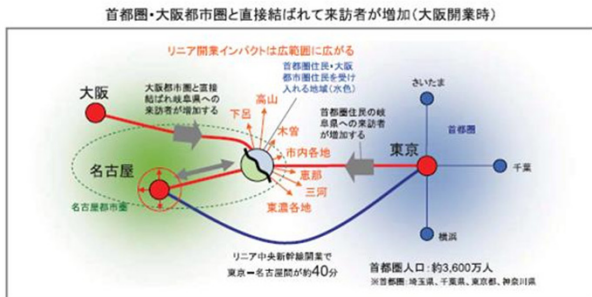 首都圏・大阪都市圏と直接結ばれて来訪者が増加(大阪開業時)
リニア開業インパクトは広範囲に広がる
大阪
大阪都市圏と直接
結ばれ岐阜県への
来訪者が増加する
首都圏住民・大阪
都市圏住民を受け
入れる地域(水色)
高山
下呂
木曽
市内各地
恵那
三河
東濃各地
首都圏住民の岐
阜県への来訪者
が増加する
さいたま
首都圏
東京
千葉
横浜
名古屋
名古屋都市圏
リニア中央新幹線開業で
東京ー名古屋間が約40分
首都圏人口:約3,600万人
※首都圏:埼玉県、千葉県、東京都、神奈川県